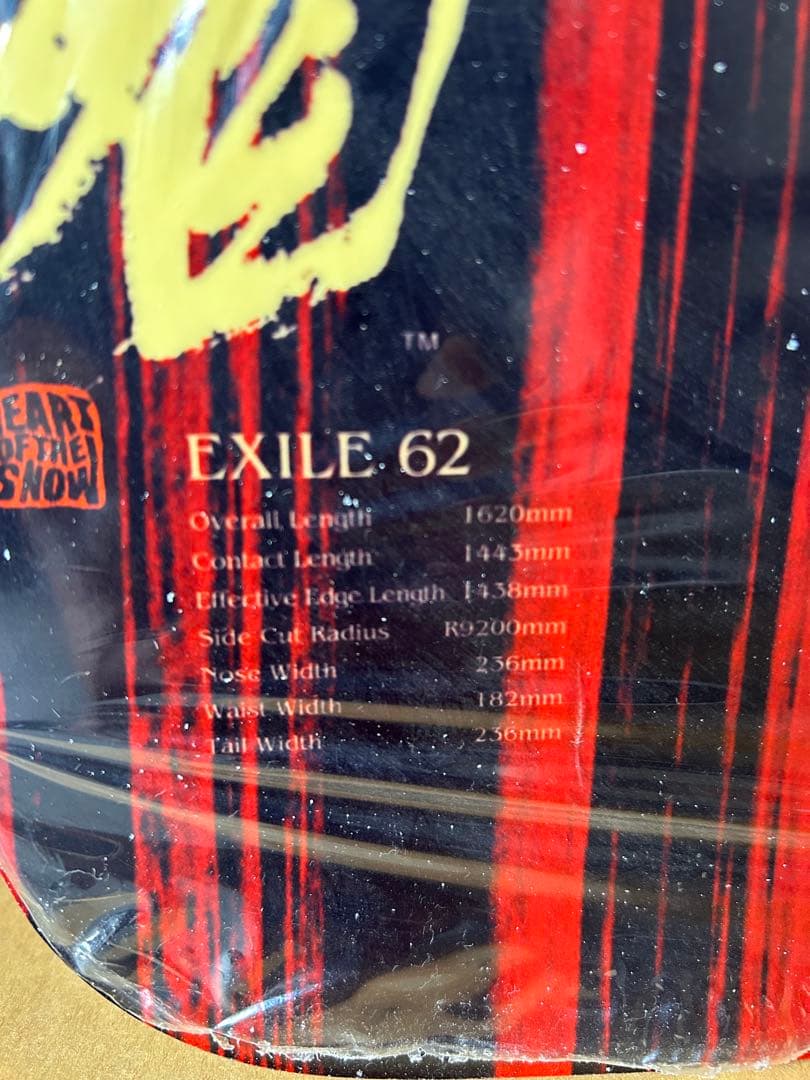 TM
HEART
OF THE
SNOW
EXILE 62
Overall Length 1620mm
Contact Length 1443mm
Effective Edge Length 1438mm
Side Cut Radius R9200mm
Nose Width 236mm
Waist Width 182mm
Tail Width 236mm